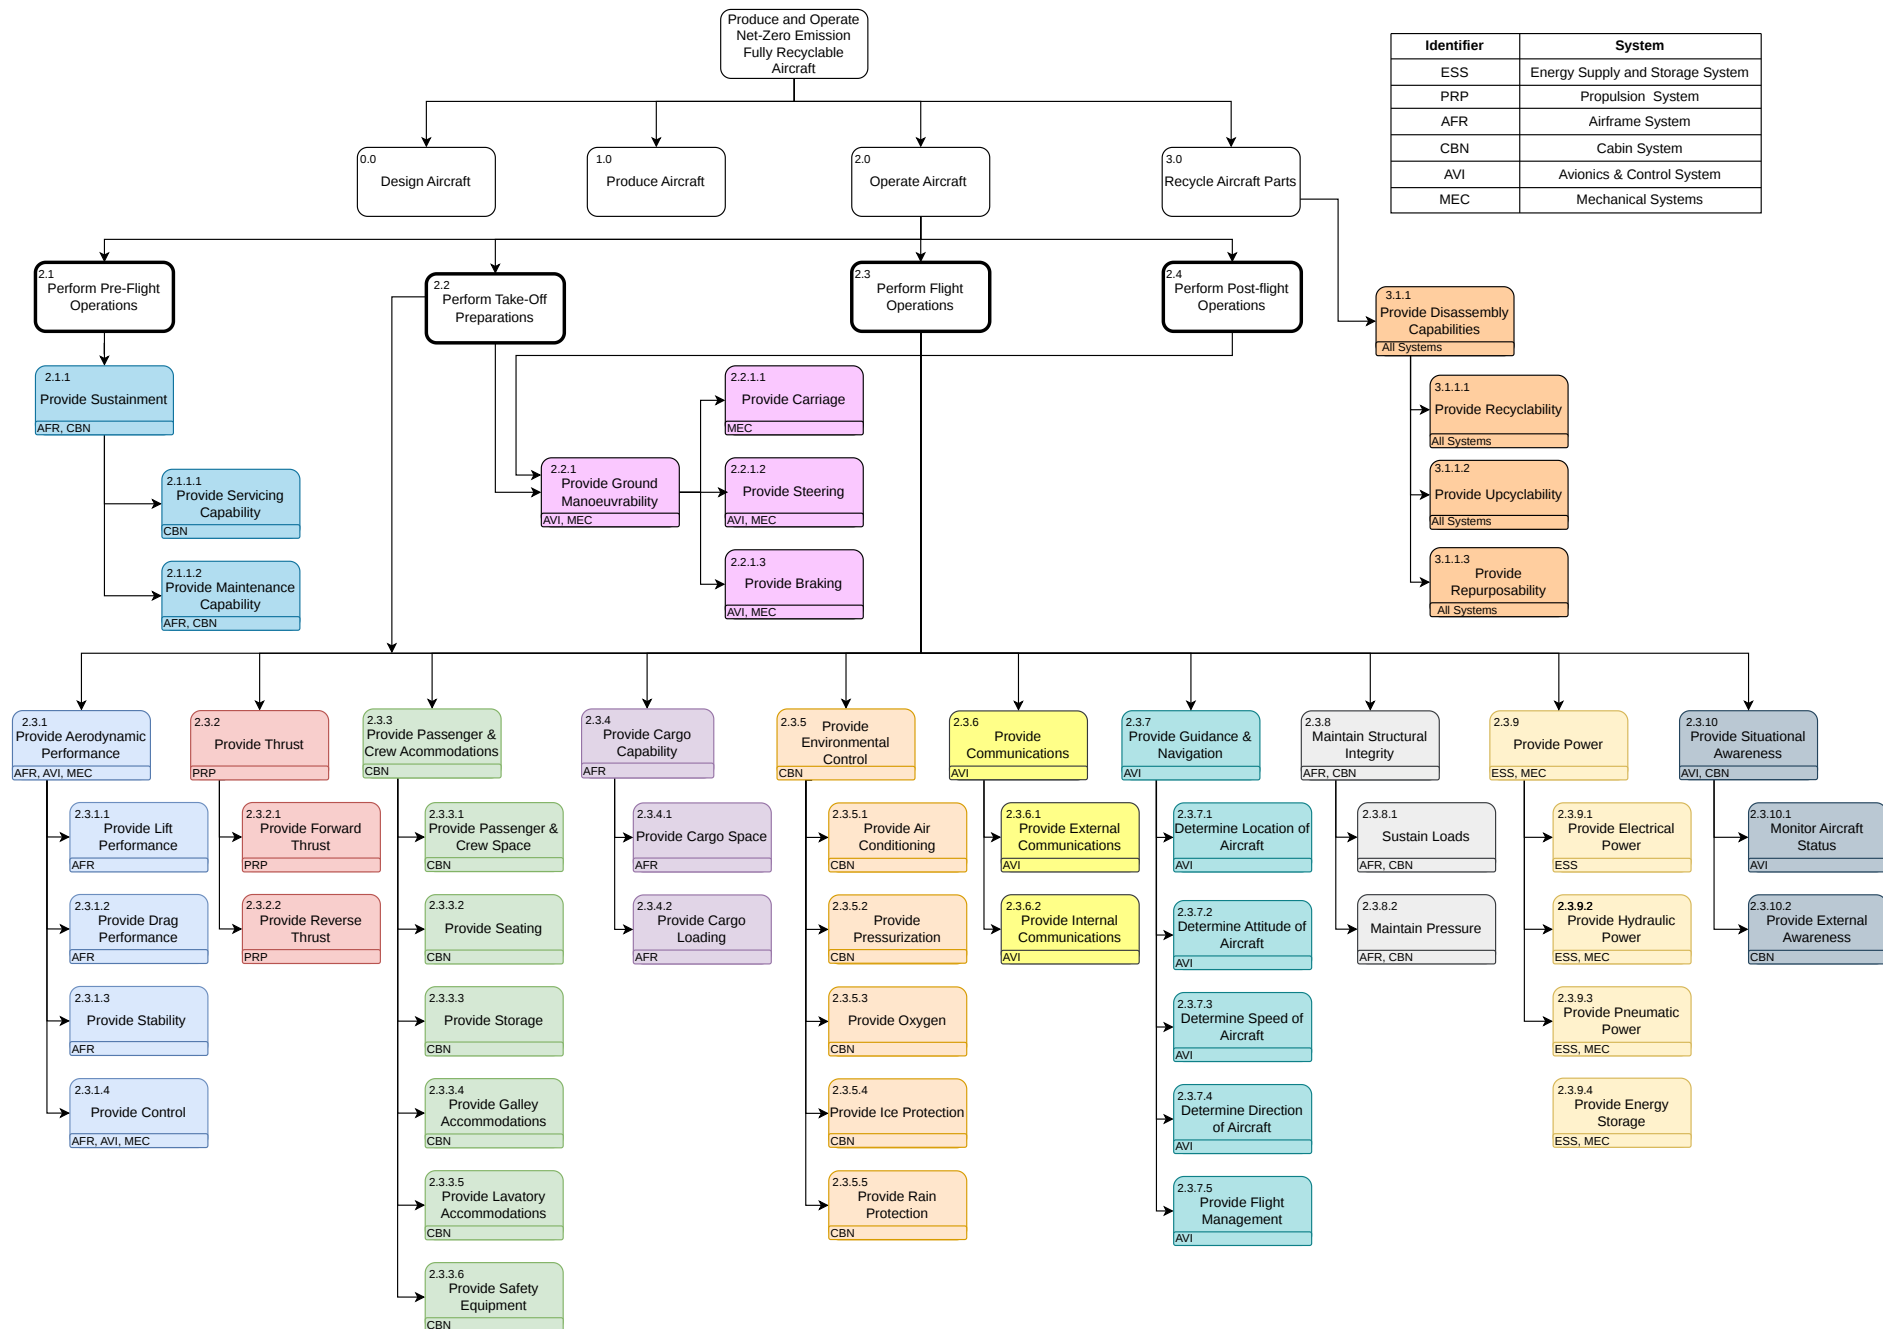 Produce and Operate
Net-Zero Emission
Fully Recyclable
Aircraft
Identifier System
ESS Energy Supply and Storage System
PRP Propulsion System
AFR Airframe System
CBN Cabin System
AVI Avionics & Control System
MEC Mechanical Systems
0.0
Design Aircraft
1.0
Produce Aircraft
2.0
Operate Aircraft
3.0
Recycle Aircraft Parts
2.1
Perform Pre-Flight
Operations
2.2
Perform Take-Off
Preparations
2.3
Perform Flight
Operations
2.4
Perform Post-flight
Operations
3.1.1
Provide Disassembly
Capabilities
All Systems
2.1.1
Provide Sustainment
AFR, CBN
2.1.1.1
Provide Servicing
Capability
CBN
2.1.1.2
Provide Maintenance
Capability
AFR, CBN
2.2.1
Provide Ground
Manoeuvrability
AVI, MEC
2.2.1.1
Provide Carriage
MEC
2.2.1.2
Provide Steering
AVI, MEC
2.2.1.3
Provide Braking
AVI, MEC
3.1.1.1
Provide Recyclability
All Systems
3.1.1.2
Provide Upcyclability
All Systems
3.1.1.3
Provide
Repurposability
All Systems
2.3.1
Provide Aerodynamic
Performance
AFR, AVI, MEC
2.3.1.1
Provide Lift
Performance
AFR
2.3.1.2
Provide Drag
Performance
AFR
2.3.1.3
Provide Stability
AFR
2.3.1.4
Provide Control
AFR, AVI, MEC
2.3.2
Provide Thrust
PRP
2.3.2.1
Provide Forward
Thrust
PRP
2.3.2.2
Provide Reverse
Thrust
PRP
2.3.3
Provide Passenger &
Crew Acommodations
CBN
2.3.3.1
Provide Passenger &
Crew Space
CBN
2.3.3.2
Provide Seating
CBN
2.3.3.3
Provide Storage
CBN
2.3.3.4
Provide Galley
Accommodations
CBN
2.3.3.5
Provide Lavatory
Accommodations
CBN
2.3.3.6
Provide Safety
Equipment
CBN
2.3.4
Provide Cargo
Capability
AFR
2.3.4.1
Provide Cargo Space
AFR
2.3.4.2
Provide Cargo
Loading
AFR
2.3.5
Provide
Environmental
Control
CBN
2.3.5.1
Provide Air
Conditioning
CBN
2.3.5.2
Provide
Pressurization
CBN
2.3.5.3
Provide Oxygen
CBN
2.3.5.4
Provide Ice Protection
CBN
2.3.5.5
Provide Rain
Protection
CBN
2.3.6
Provide
Communications
AVI
2.3.6.1
Provide External
Communications
AVI
2.3.6.2
Provide Internal
Communications
AVI
2.3.7
Provide Guidance &
Navigation
AVI
2.3.7.1
Determine Location of
Aircraft
AVI
2.3.7.2
Determine Attitude of
Aircraft
AVI
2.3.7.3
Determine Speed of
Aircraft
AVI
2.3.7.4
Determine Direction
of Aircraft
AVI
2.3.7.5
Provide Flight
Management
AVI
2.3.8
Maintain Structural
Integrity
AFR, CBN
2.3.8.1
Sustain Loads
AFR, CBN
2.3.8.2
Maintain Pressure
AFR, CBN
2.3.9
Provide Power
ESS, MEC
2.3.9.1
Provide Electrical
Power
ESS
2.3.9.2
Provide Hydraulic
Power
ESS, MEC
2.3.9.3
Provide Pneumatic
Power
ESS, MEC
2.3.9.4
Provide Energy
Storage
ESS, MEC
2.3.10
Provide Situational
Awareness
AVI, CBN
2.3.10.1
Monitor Aircraft
Status
AVI
2.3.10.2
Provide External
Awareness
CBN